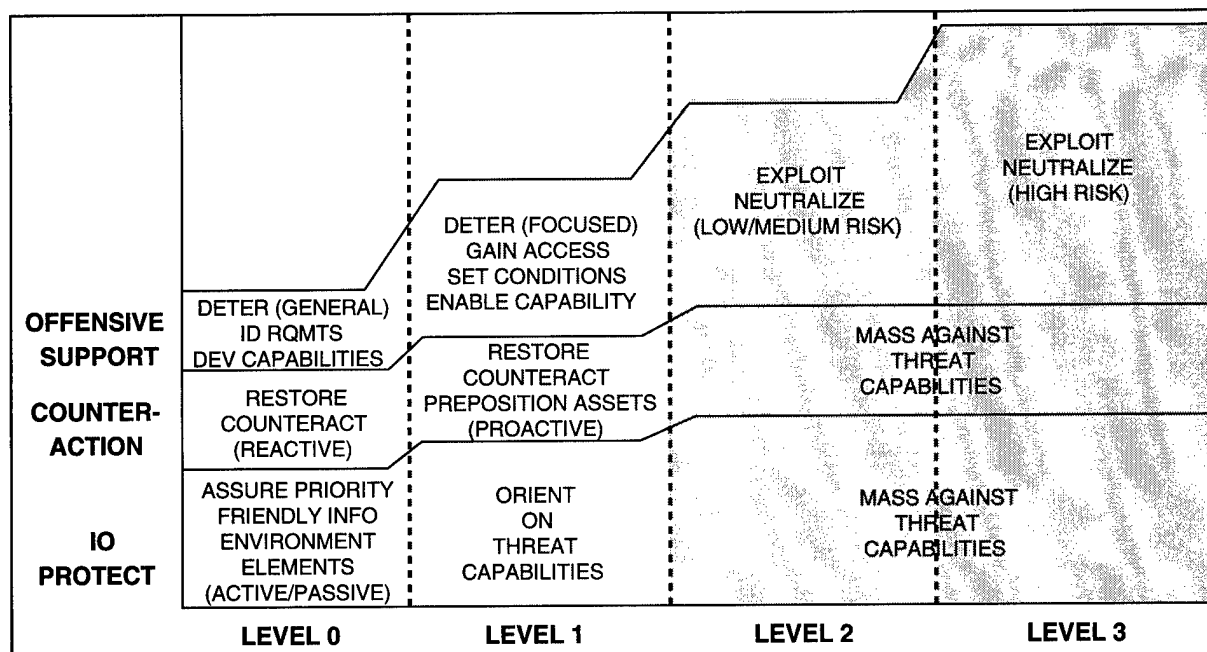 OFFENSIVE
SUPPORT
DETER (GENERAL)
ID RQMTS
DEV CAPABILITIES
DETER (FOCUSED)
GAIN ACCESS
SET CONDITIONS
ENABLE CAPABILITY
EXPLOIT
NEUTRALIZE
(LOW/MEDIUM RISK)
EXPLOIT
NEUTRALIZE
(HIGH RISK)
COUNTER-
ACTION
RESTORE
COUNTERACT
(REACTIVE)
RESTORE
COUNTERACT
PREPOSITION ASSETS
(PROACTIVE)
MASS AGAINST
THREAT
CAPABILITIES
IO
PROTECT
ASSURE PRIORITY
FRIENDLY INFO
ENVIRONMENT
ELEMENTS
(ACTIVE/PASSIVE)
ORIENT
ON
THREAT
CAPABILITIES
MASS AGAINST
THREAT
CAPABILITIES
LEVEL 0
LEVEL 1
LEVEL 2
LEVEL 3